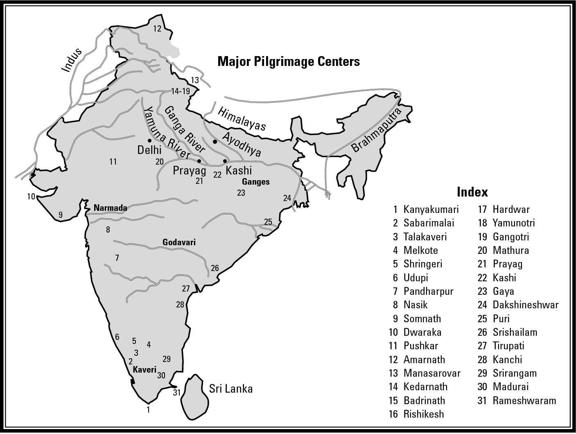 Major Pilgrimage Centers
12
Indus
13
14-19
Himalayas
Brahmaputra
Ganga River
Yamuna River
Ayodhya
Delhi
11
20
Prayag
21
22
Kashi
Ganges
23
24
10
9
Narmada
8
25
Godavari
7
26
27
28
6
5
4
3
2
29
Kaveri
30
31
1
Sri Lanka
Index
1 Kanyakumari
2 Sabarimalai
3 Talakaveri
4 Melkote
5 Shringeri
6 Udupi
7 Pandharpur
8 Nasik
9 Somnath
10 Dwaraka
11 Pushkar
12 Amarnath
13 Manasarovar
14 Kedarnath
15 Badrinath
16 Rishikesh
17 Hardwar
18 Yamunotri
19 Gangotri
20 Mathura
21 Prayag
22 Kashi
23 Gaya
24 Dakshineshwar
25 Puri
26 Srishailam
27 Tirupati
28 Kanchi
29 Srirangam
30 Madurai
31 Rameshwaram